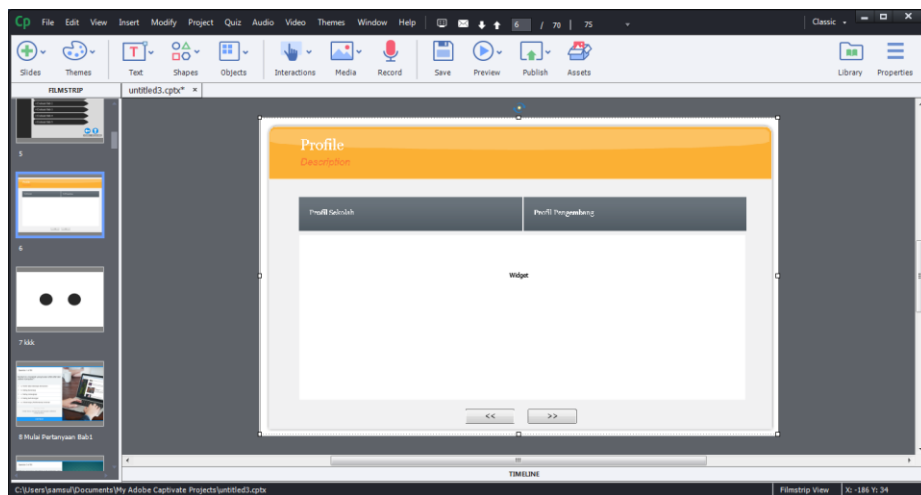 Cp File Edit View Insert Modify Project Quiz Audio Video Themes Window Help 6 / 70 75 Classic
Slides Themes Text Shapes Objects Interactions Media Record Save Preview Publish Assets Library Properties
FILMSTRIP untitled3.cptx* ×
5
6
7 kkk
8 Mulai Pertanyaan Bab1
Profile
Description
Profil Sekolah Profil Pengembang
Widget
<< >>
TIMELINE
C:\Users\samsul\Documents\My Adobe Captivate Projects\untitled3.cptx Filmstrip View X: -186 Y: 34